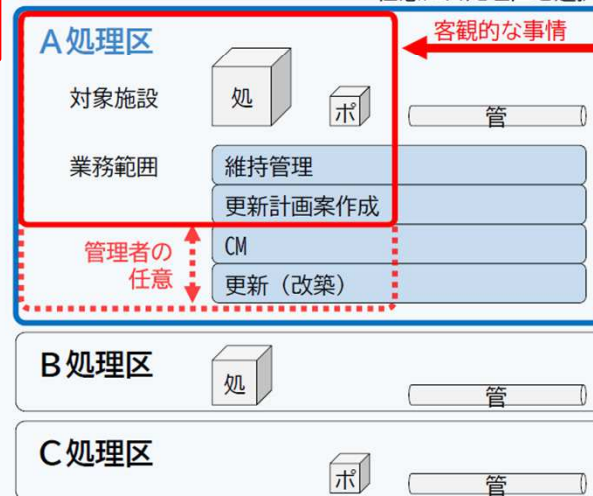 A処理区
客観的な事情
対象施設
処
ポ
管
業務範囲
維持管理
更新計画案作成
管理者の
任意
CM
更新（改築）
B処理区
処
管
C処理区
ポ
管